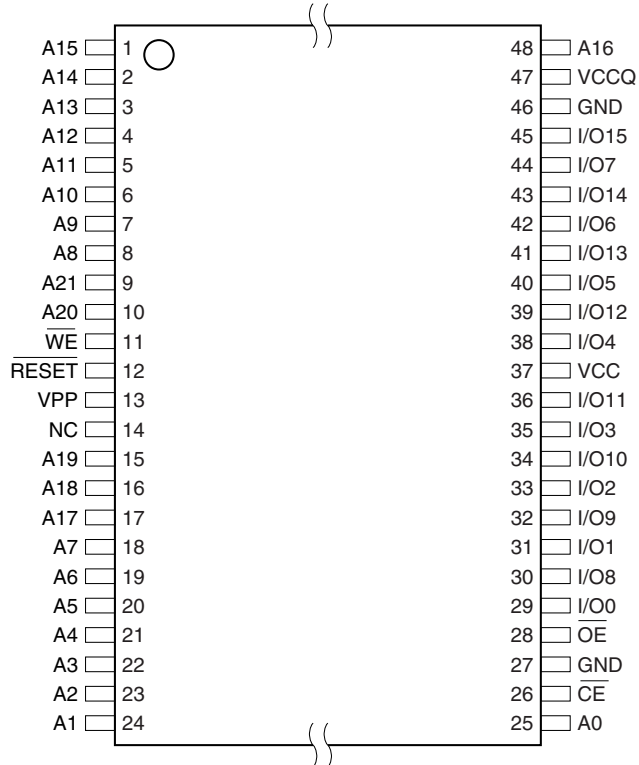 A15 1 48 A16
A14 2 47 VCCQ
A13 3 46 GND
A12 4 45 I/O15
A11 5 44 I/O7
A10 6 43 I/O14
A9 7 42 I/O6
A8 8 41 I/O13
A21 9 40 I/O5
A20 10 39 I/O12
WE 11 38 I/O4
RESET 12 37 VCC
VPP 13 36 I/O11
NC 14 35 I/O3
A19 15 34 I/O10
A18 16 33 I/O2
A17 17 32 I/O9
A7 18 31 I/O1
A6 19 30 I/O8
A5 20 29 I/O0
A4 21 28 OE
A3 22 27 GND
A2 23 26 CE
A1 24 25 A0